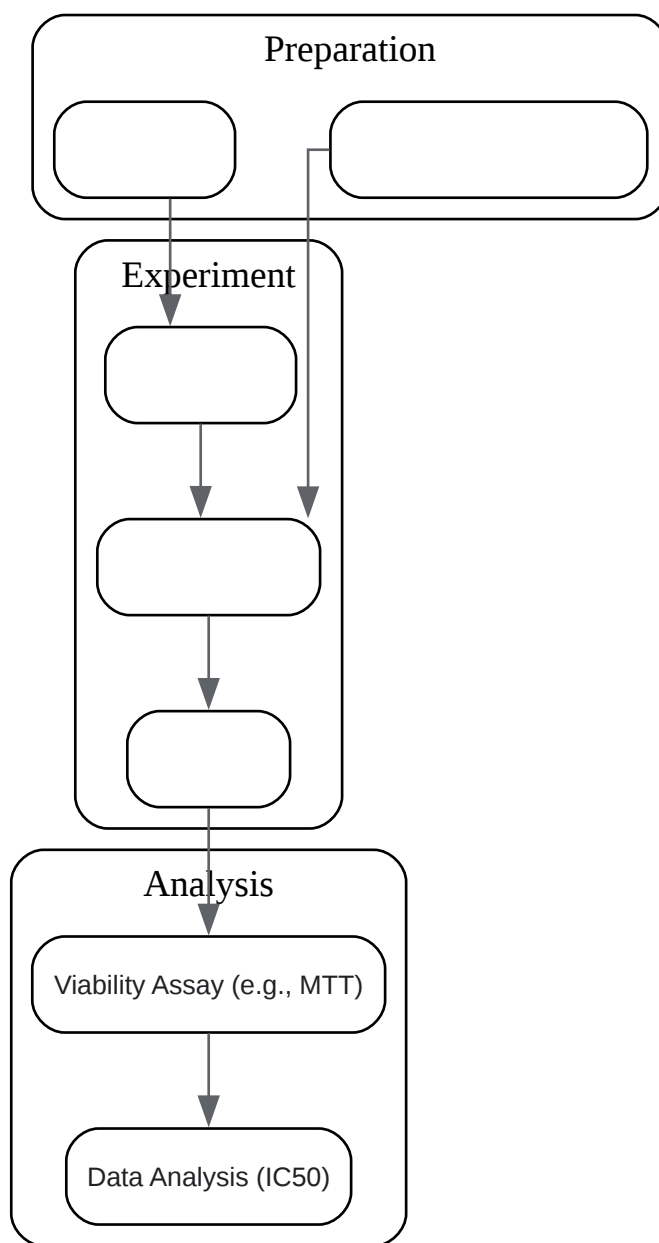 Preparation
Experiment
Analysis
Viability Assay (e.g., MTT)
Data Analysis (IC50)